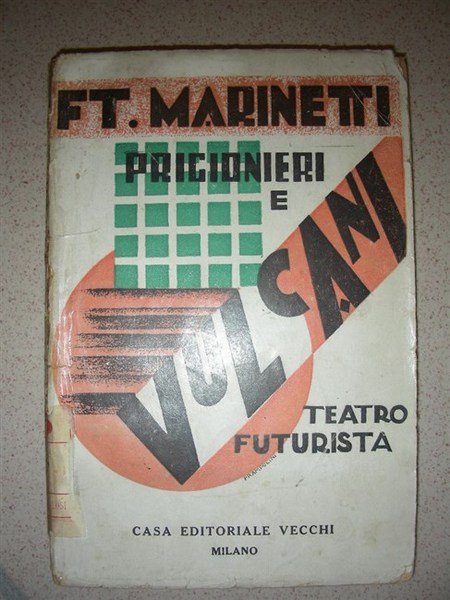 FT. MARINETTI
PRIGIONIERI
E
VULCANI
TEATRO
FUTURISTA
CASA EDITORIALE VECCHI
MILANO